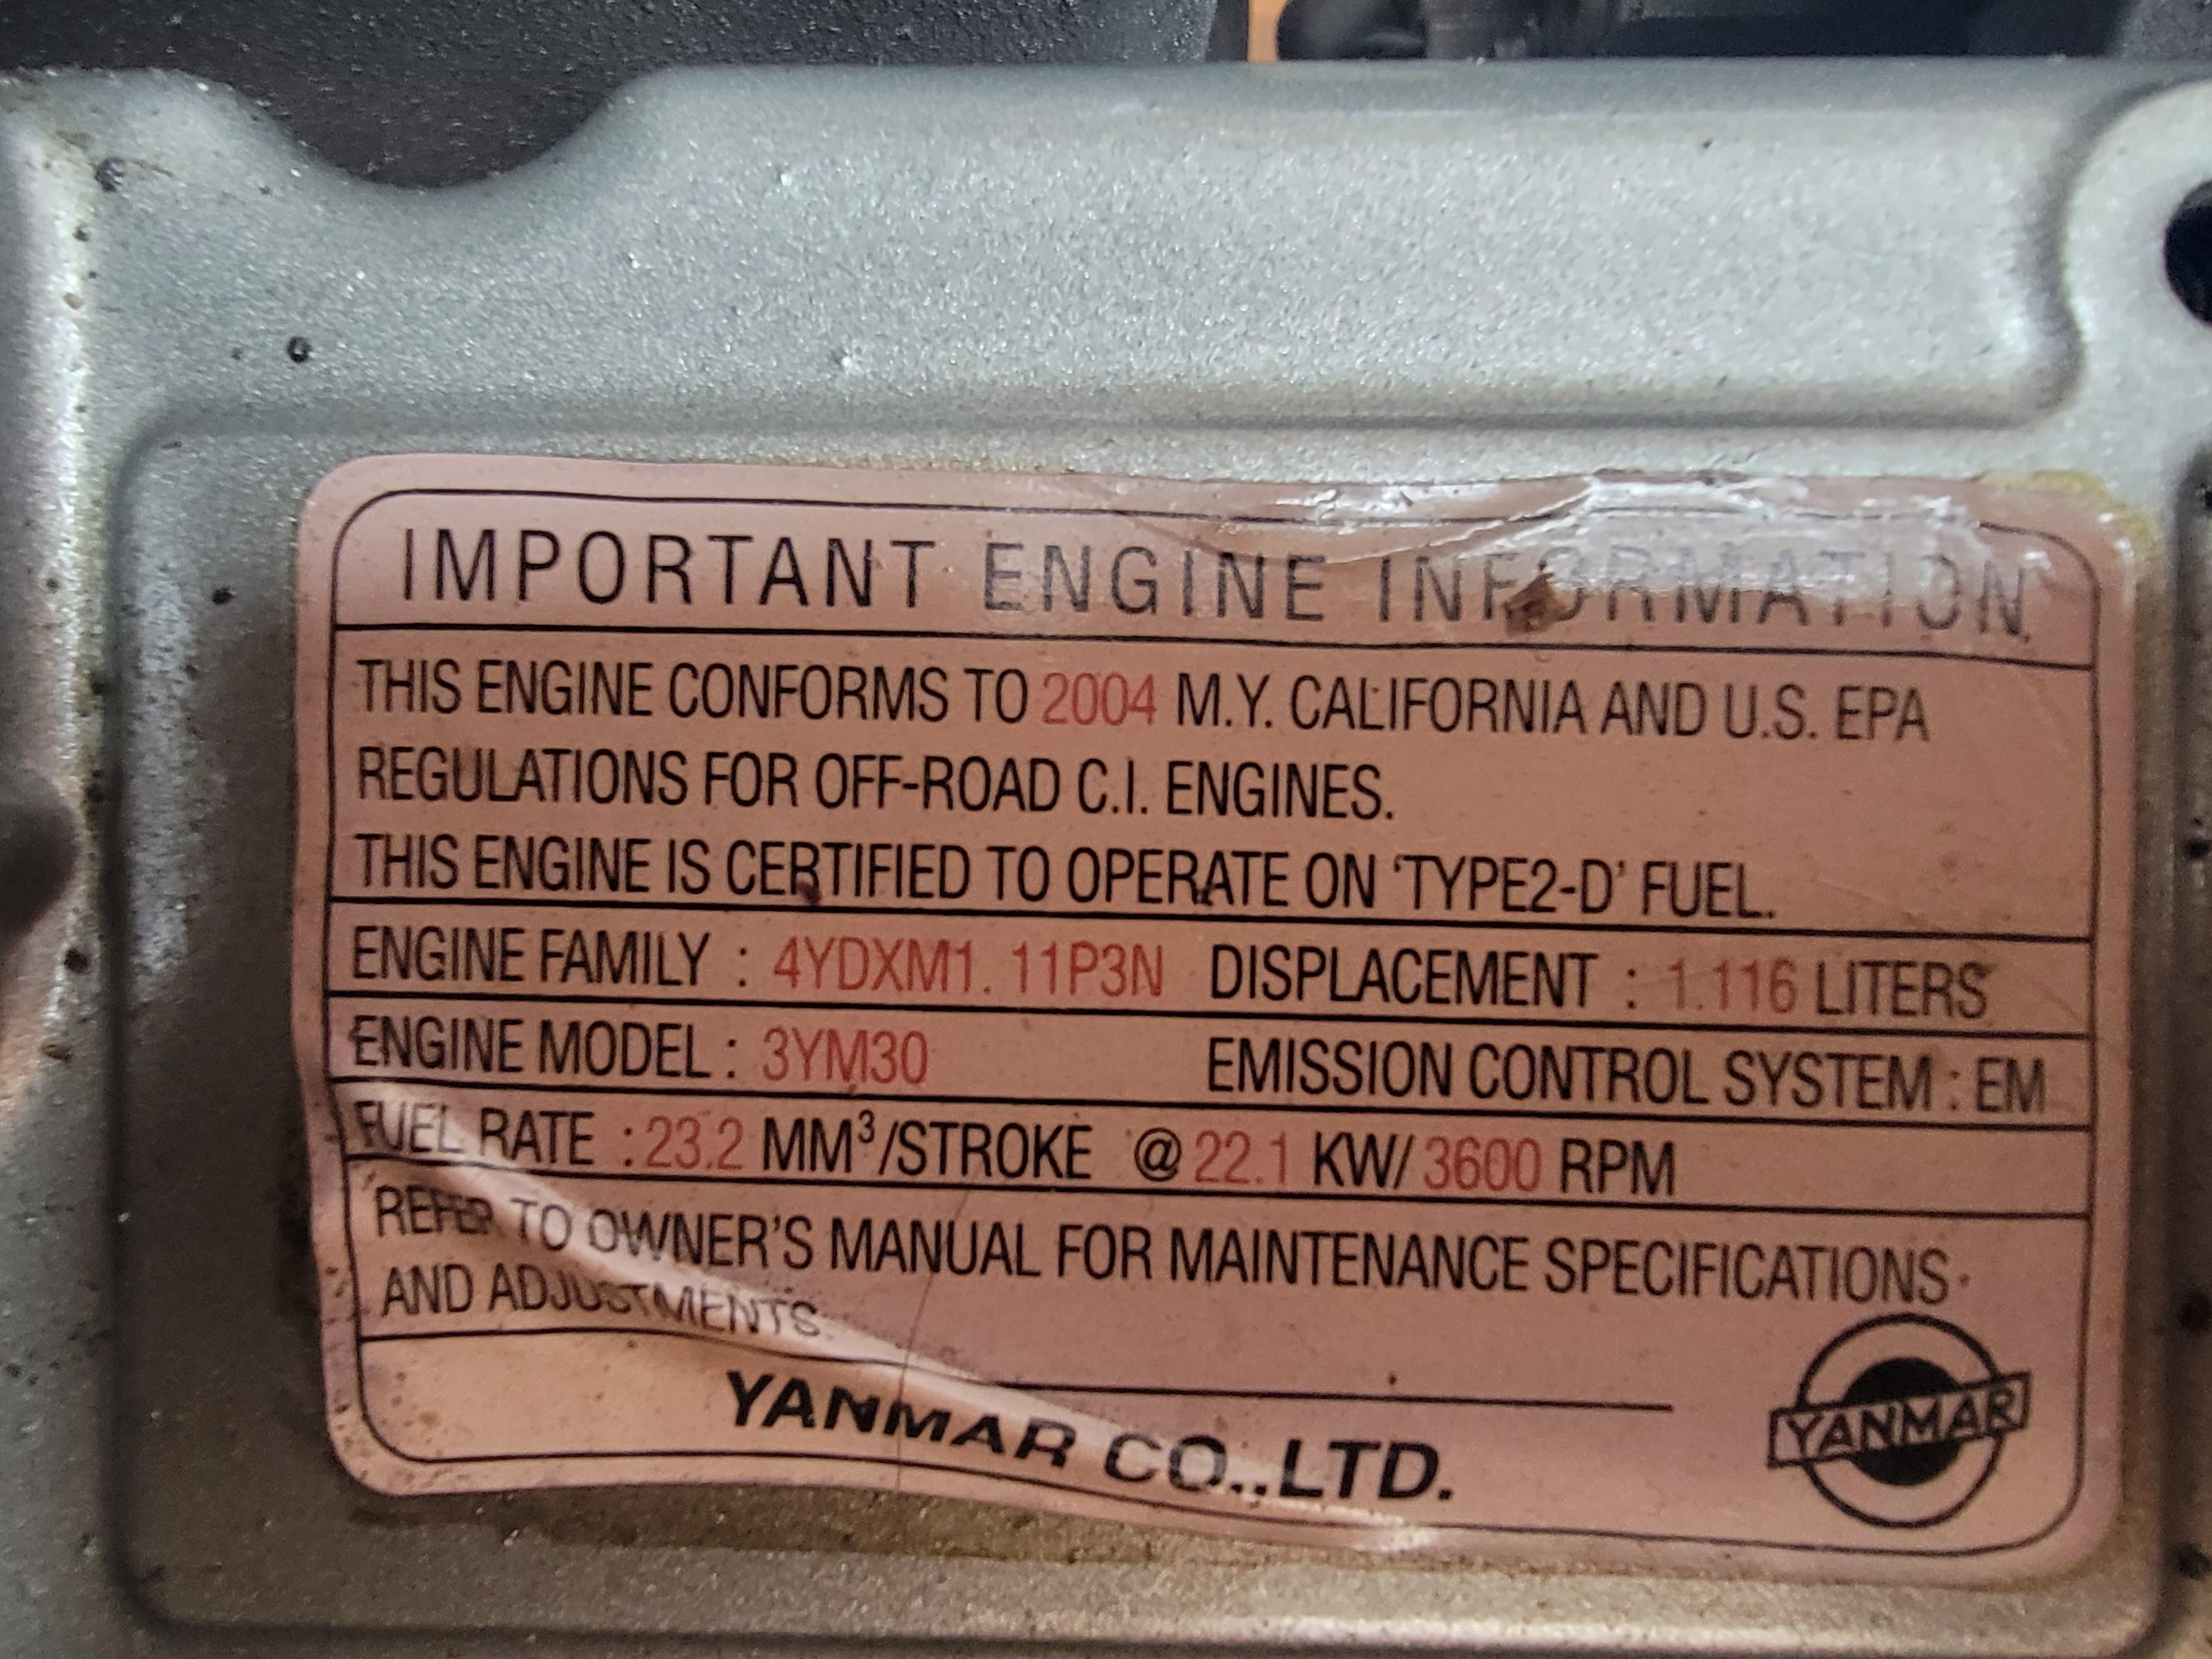 IMPORTANT ENGINE INFORMATION
THIS ENGINE CONFORMS TO 2004 M.Y. CALIFORNIA AND U.S. EPA
REGULATIONS FOR OFF-ROAD C.I. ENGINES.
THIS ENGINE IS CERTIFIED TO OPERATE ON ‘TYPE2-D’ FUEL.
ENGINE FAMILY : 4YDXM1. 11P3N DISPLACEMENT : 1.116 LITERS
ENGINE MODEL : 3YM30 EMISSION CONTROL SYSTEM : EM
FUEL RATE : 23.2 MM³/STROKE @ 22.1 KW/ 3600 RPM
REFER TO OWNER’S MANUAL FOR MAINTENANCE SPECIFICATIONS
AND ADJUSTMENTS.
YANMAR CO.,LTD.
YANMAR